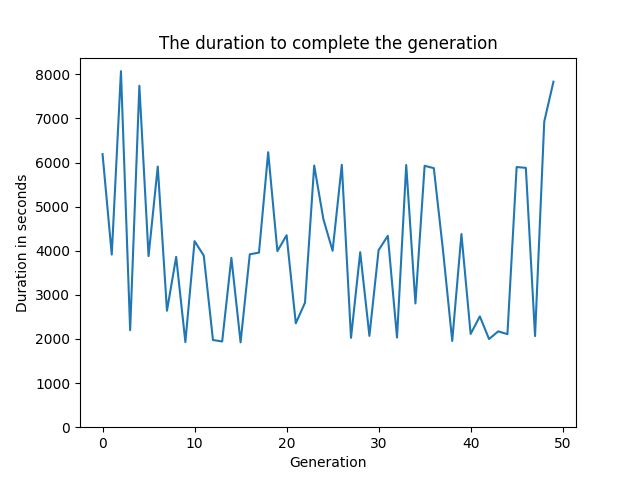 The duration to complete the generation
8000
7000
6000
5000
4000
3000
2000
1000
0
Duration in seconds
0 10 20 30 40 50
Generation